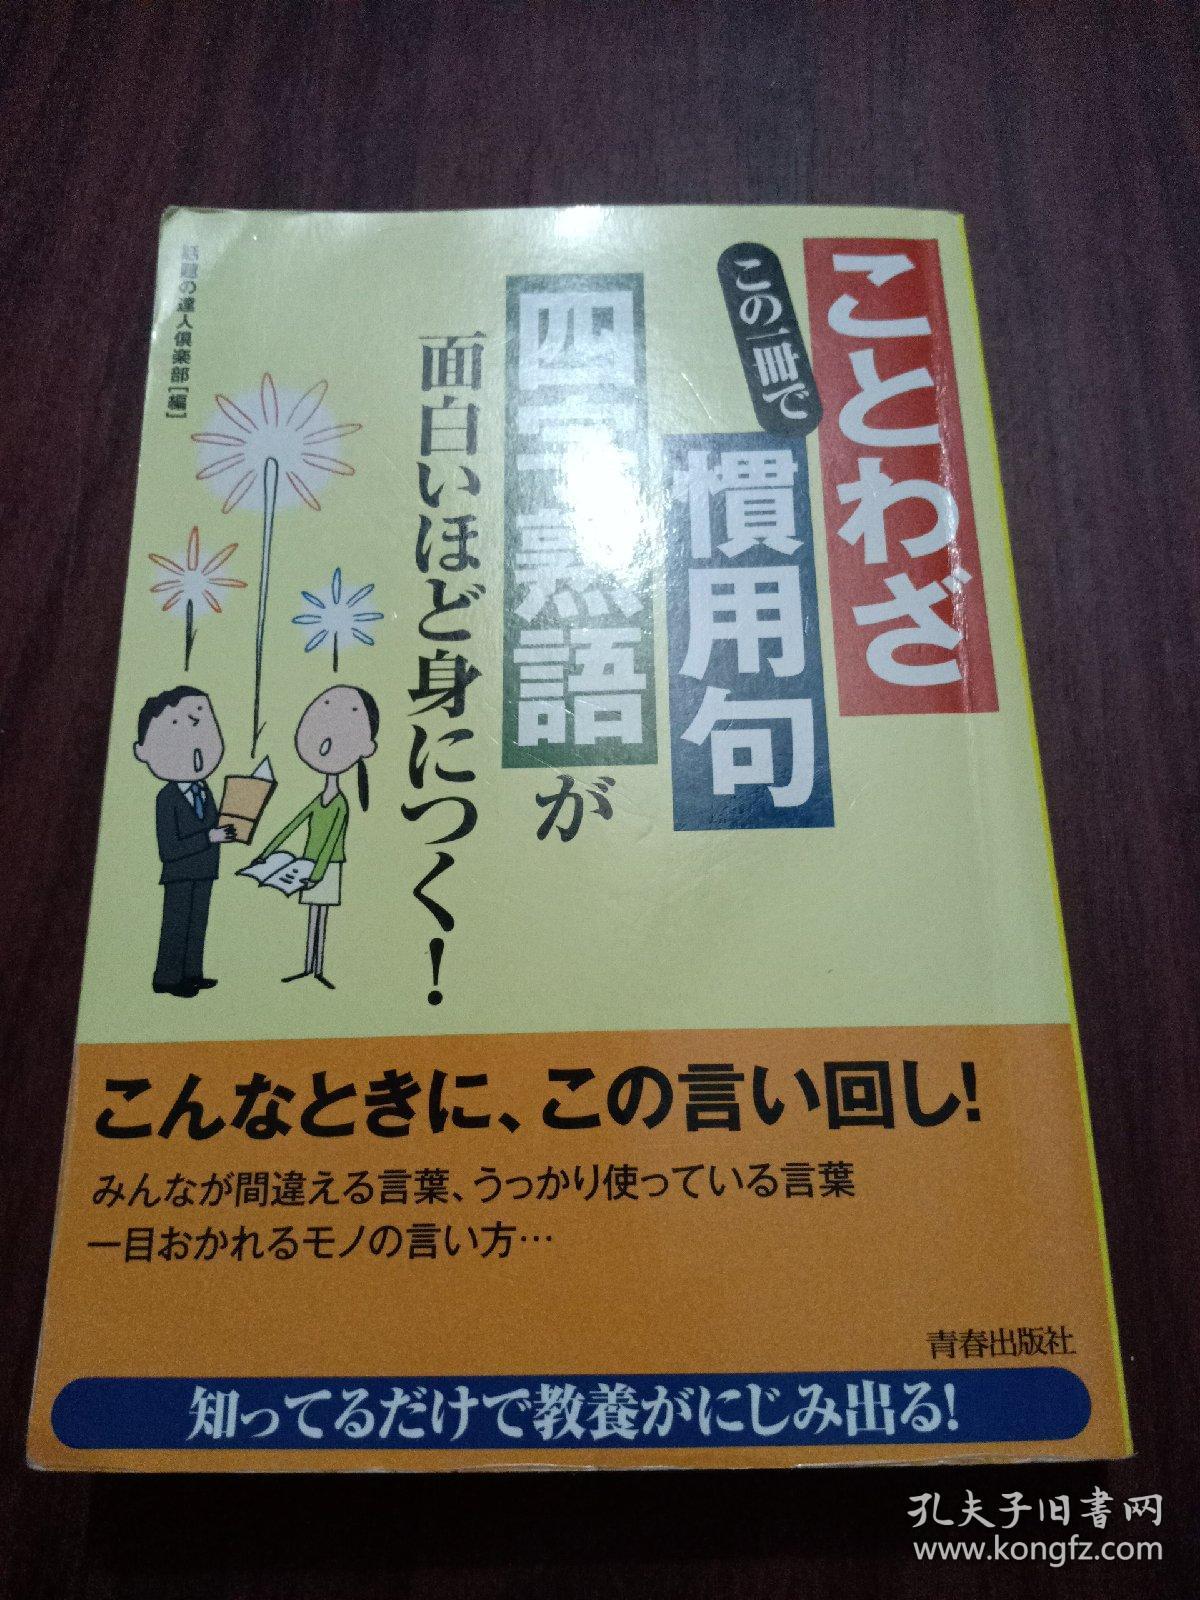 この一冊で
ことわざ
慣用句
四字熟語が
面白いほど身につく!
話題の達人倶楽部[編]
こんなときに、この言い回し!
みんなが間違える言葉、うっかり使っている言葉
一目おかれるモノの言い方…
青春出版社
知ってるだけで教養がにじみ出る!
孔夫子旧书网
www.kongfz.com